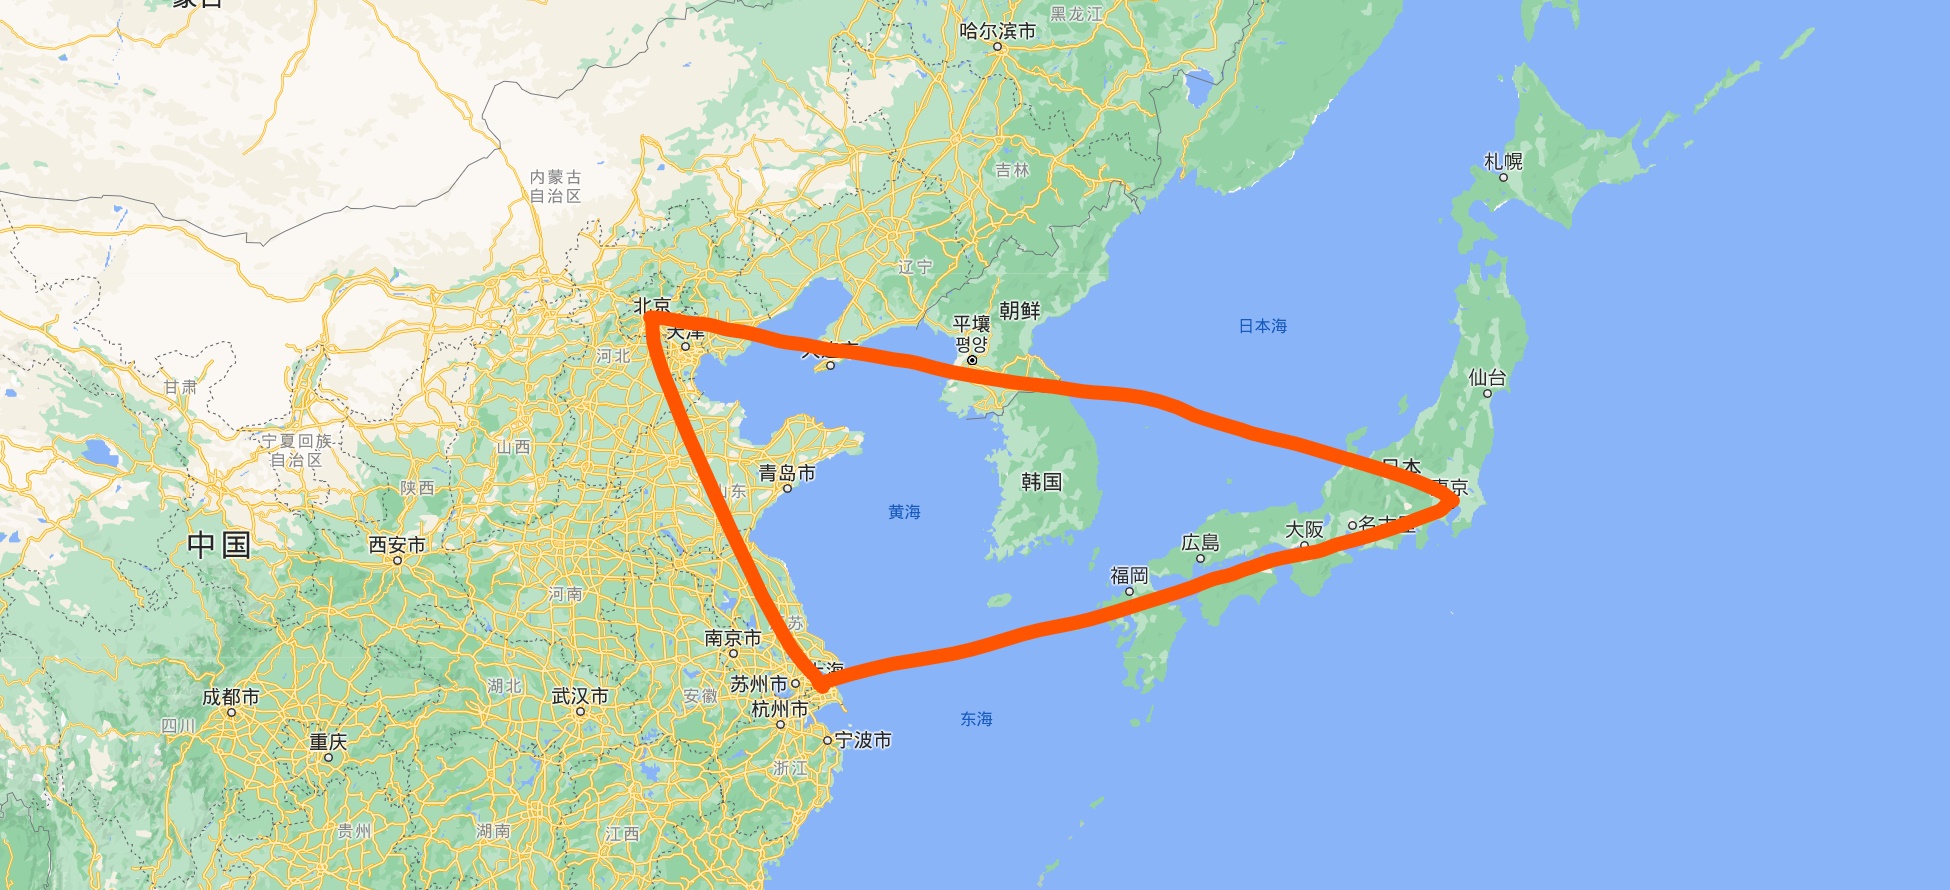 蒙古
黑龙江
哈尔滨市
札幌
吉林
内蒙古
自治区
辽宁
北京
朝鲜
平壤
평양
日本海
天津
河北
仙台
甘肃
宁夏回族
自治区
山西
日本
青岛市
韩国
陕西
山东
东京
黄海
中国
西安市
大阪
名古屋
広島
福岡
河南
南京市
苏州市
上海
湖北
安徽
成都市
武汉市
杭州市
四川
东海
重庆
宁波市
浙江
贵州
湖南
江西